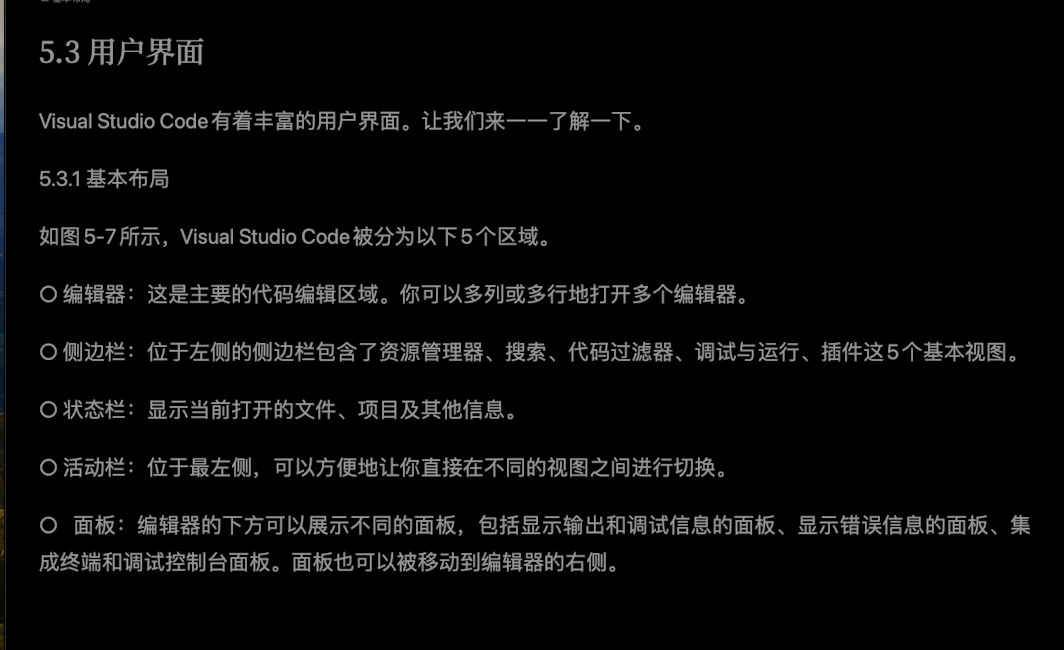 5.3 用户界面
Visual Studio Code有着丰富的用户界面。让我们来一一了解一下。
5.3.1 基本布局
如图5-7所示，Visual Studio Code被分为以下5个区域。
○ 编辑器：这是主要的代码编辑区域。你可以多列或多行地打开多个编辑器。
○ 侧边栏：位于左侧的侧边栏包含了资源管理器、搜索、代码过滤器、调试与运行、插件这5个基本视图。
○ 状态栏：显示当前打开的文件、项目及其他信息。
○ 活动栏：位于最左侧，可以方便地让你直接在不同的视图之间进行切换。
○ 面板：编辑器的下方可以展示不同的面板，包括显示输出和调试信息的面板、显示错误信息的面板、集
成终端和调试控制台面板。面板也可以被移动到编辑器的右侧。